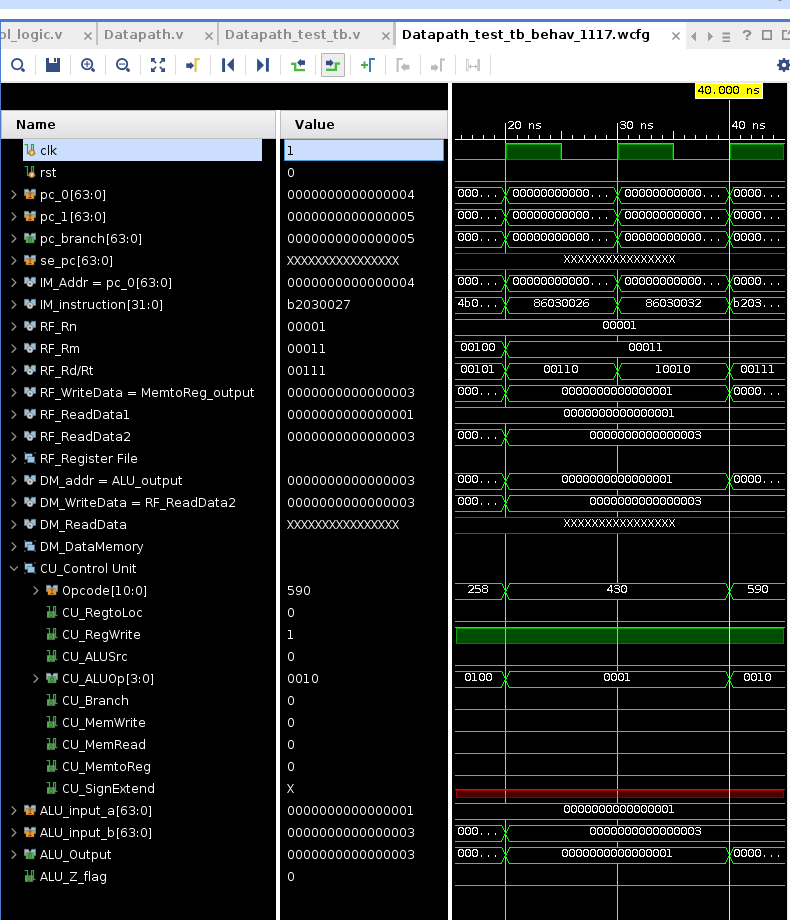 ol_logic.v × Datapath.v × Datapath_test_tb.v × Datapath_test_tb_behav_1117.wcfg × ?
40.000 ns
Name Value 20 ns 30 ns 40 ns
clk 1
rst 0
pc_0[63:0] 0000000000000004 000... 00000000000... 00000000000... 0000...
pc_1[63:0] 0000000000000005 000... 00000000000... 00000000000... 0000...
pc_branch[63:0] 0000000000000005 000... 00000000000... 00000000000... 0000...
se_pc[63:0] XXXXXXXXXXXXXXXX XXXXXXXXXXXXXXXX
IM_Addr = pc_0[63:0] 0000000000000004 000... 00000000000... 00000000000... 0000...
IM_instruction[31:0] b2030027 4b0... 86030026 86030032 b203...
RF_Rn 00001 00001
RF_Rm 00011 00100 00011
RF_Rd/Rt 00111 00101 00110 10010 00111
RF_WriteData = MemtoReg_output 0000000000000003 000... 0000000000000001 0000...
RF_ReadData1 0000000000000001 0000000000000001
RF_ReadData2 0000000000000003 000... 0000000000000003
RF_Register File
DM_addr = ALU_output 0000000000000003 000... 0000000000000001 0000...
DM_WriteData = RF_ReadData2 0000000000000003 000... 0000000000000003
DM_ReadData XXXXXXXXXXXXXXXX XXXXXXXXXXXXXXXX
DM_DataMemory
CU_Control Unit
Opcode[10:0] 590 258 430 590
CU_RegtoLoc 0
CU_RegWrite 1
CU_ALUSrc 0
CU_ALUOp[3:0] 0010 0100 0001 0010
CU_Branch 0
CU_MemWrite 0
CU_MemRead 0
CU_MemtoReg 0
CU_SignExtend X
ALU_input_a[63:0] 0000000000000001 0000000000000001
ALU_input_b[63:0] 0000000000000003 000... 0000000000000003
ALU_Output 0000000000000003 000... 0000000000000001 0000...
ALU_Z_flag 0